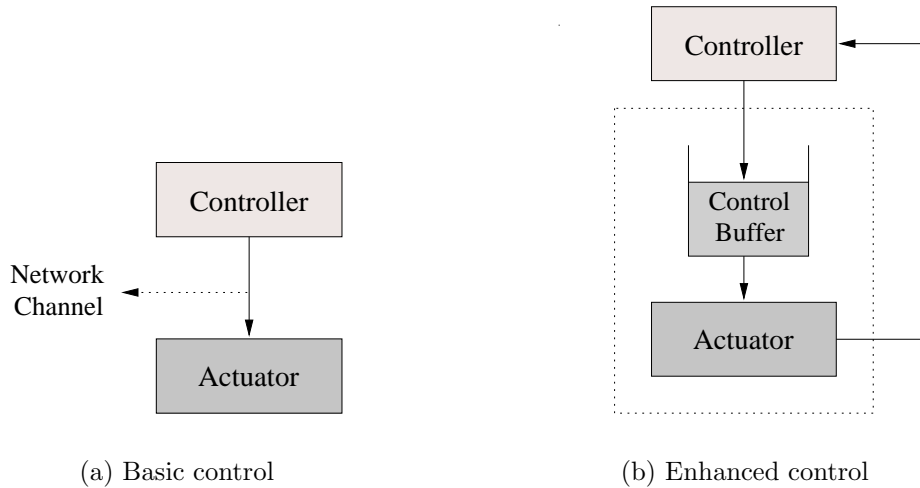 Controller
Network
Channel
Actuator
(a) Basic control
Controller
Control
Buffer
Actuator
(b) Enhanced control